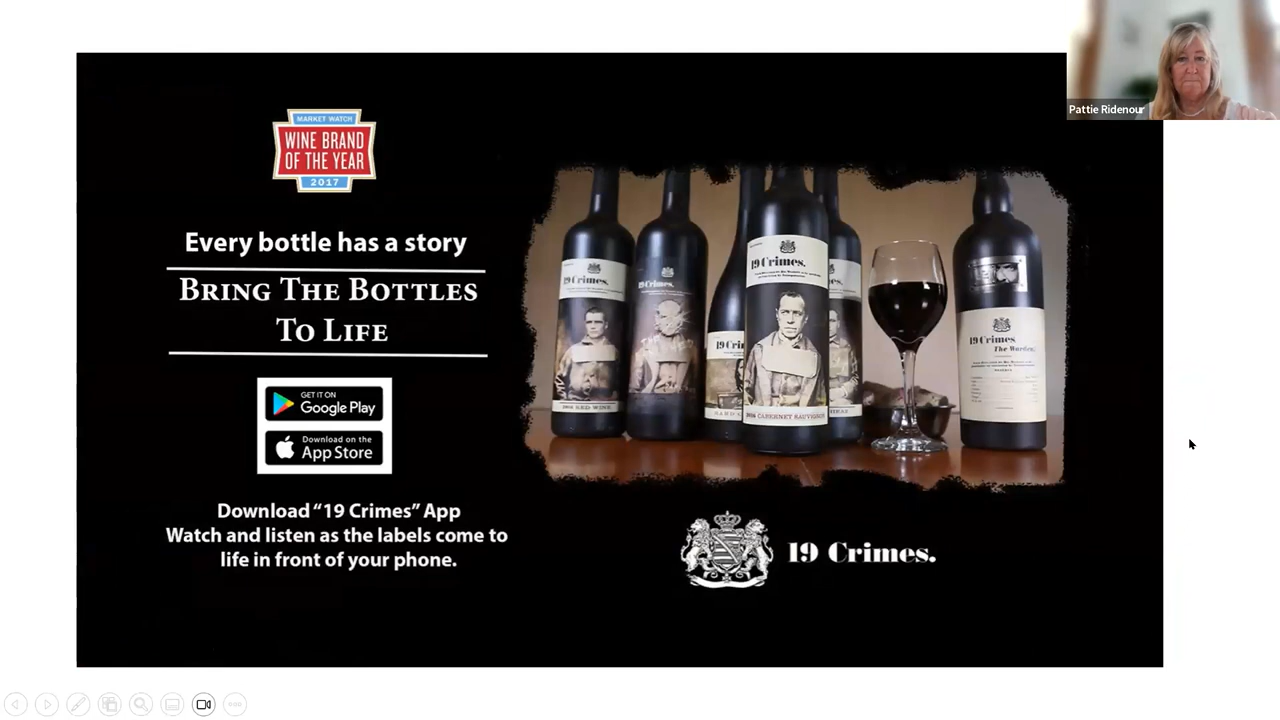 Pattie Ridenour
MARKET WATCH
WINE BRAND
OF THE YEAR
2017
Every bottle has a story
BRING THE BOTTLES
TO LIFE
GET IT ON
Google Play
Download on the
App Store
Download “19 Crimes” App
Watch and listen as the labels come to
life in front of your phone.
19 Crimes.
RED WINE
19 Crimes.
19 Cri
HARD
19 Crimes.
CABERNET SAUVIGNON
19 Crimes.
The Warden
19 Crimes.